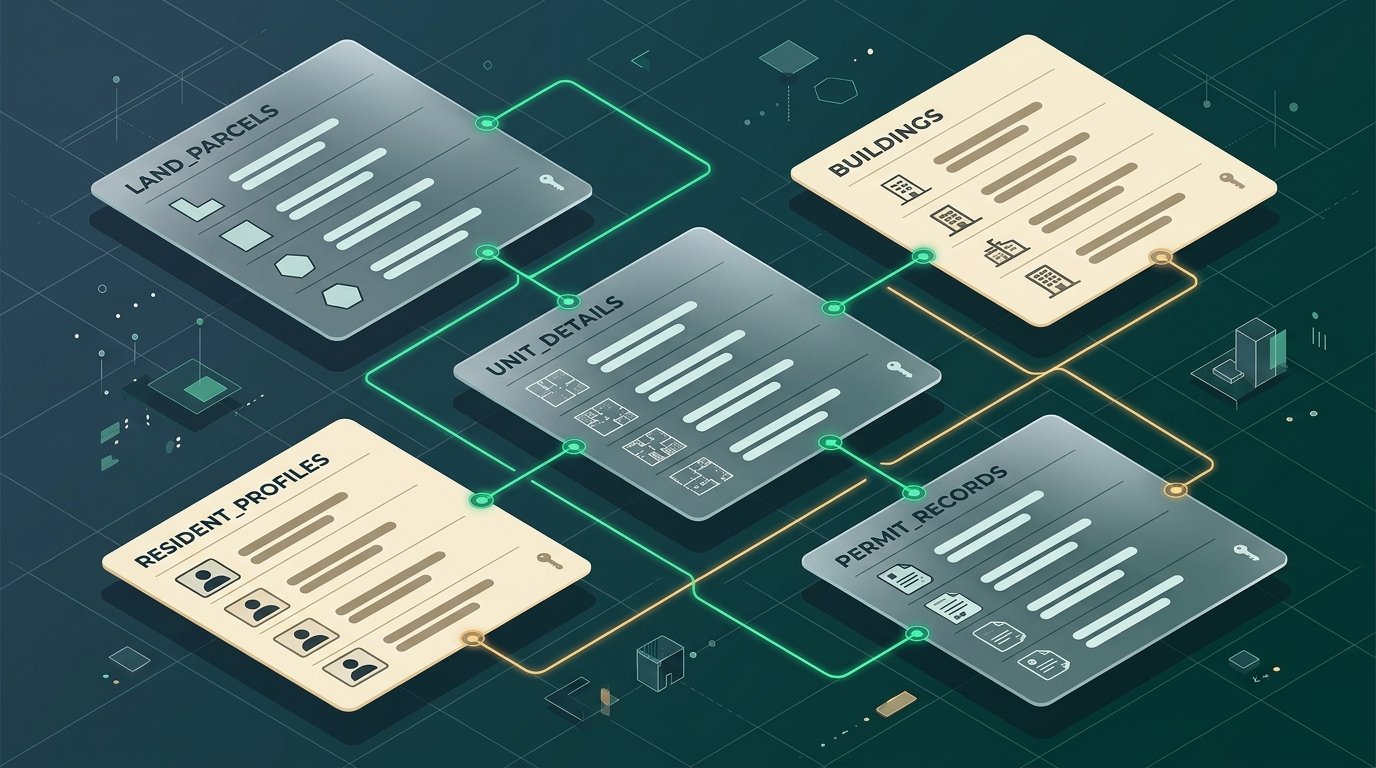 LAND_PARCELS
BUILDINGS
UNIT_DETAILS
RESIDENT_PROFILES
PERMIT_RECORDS